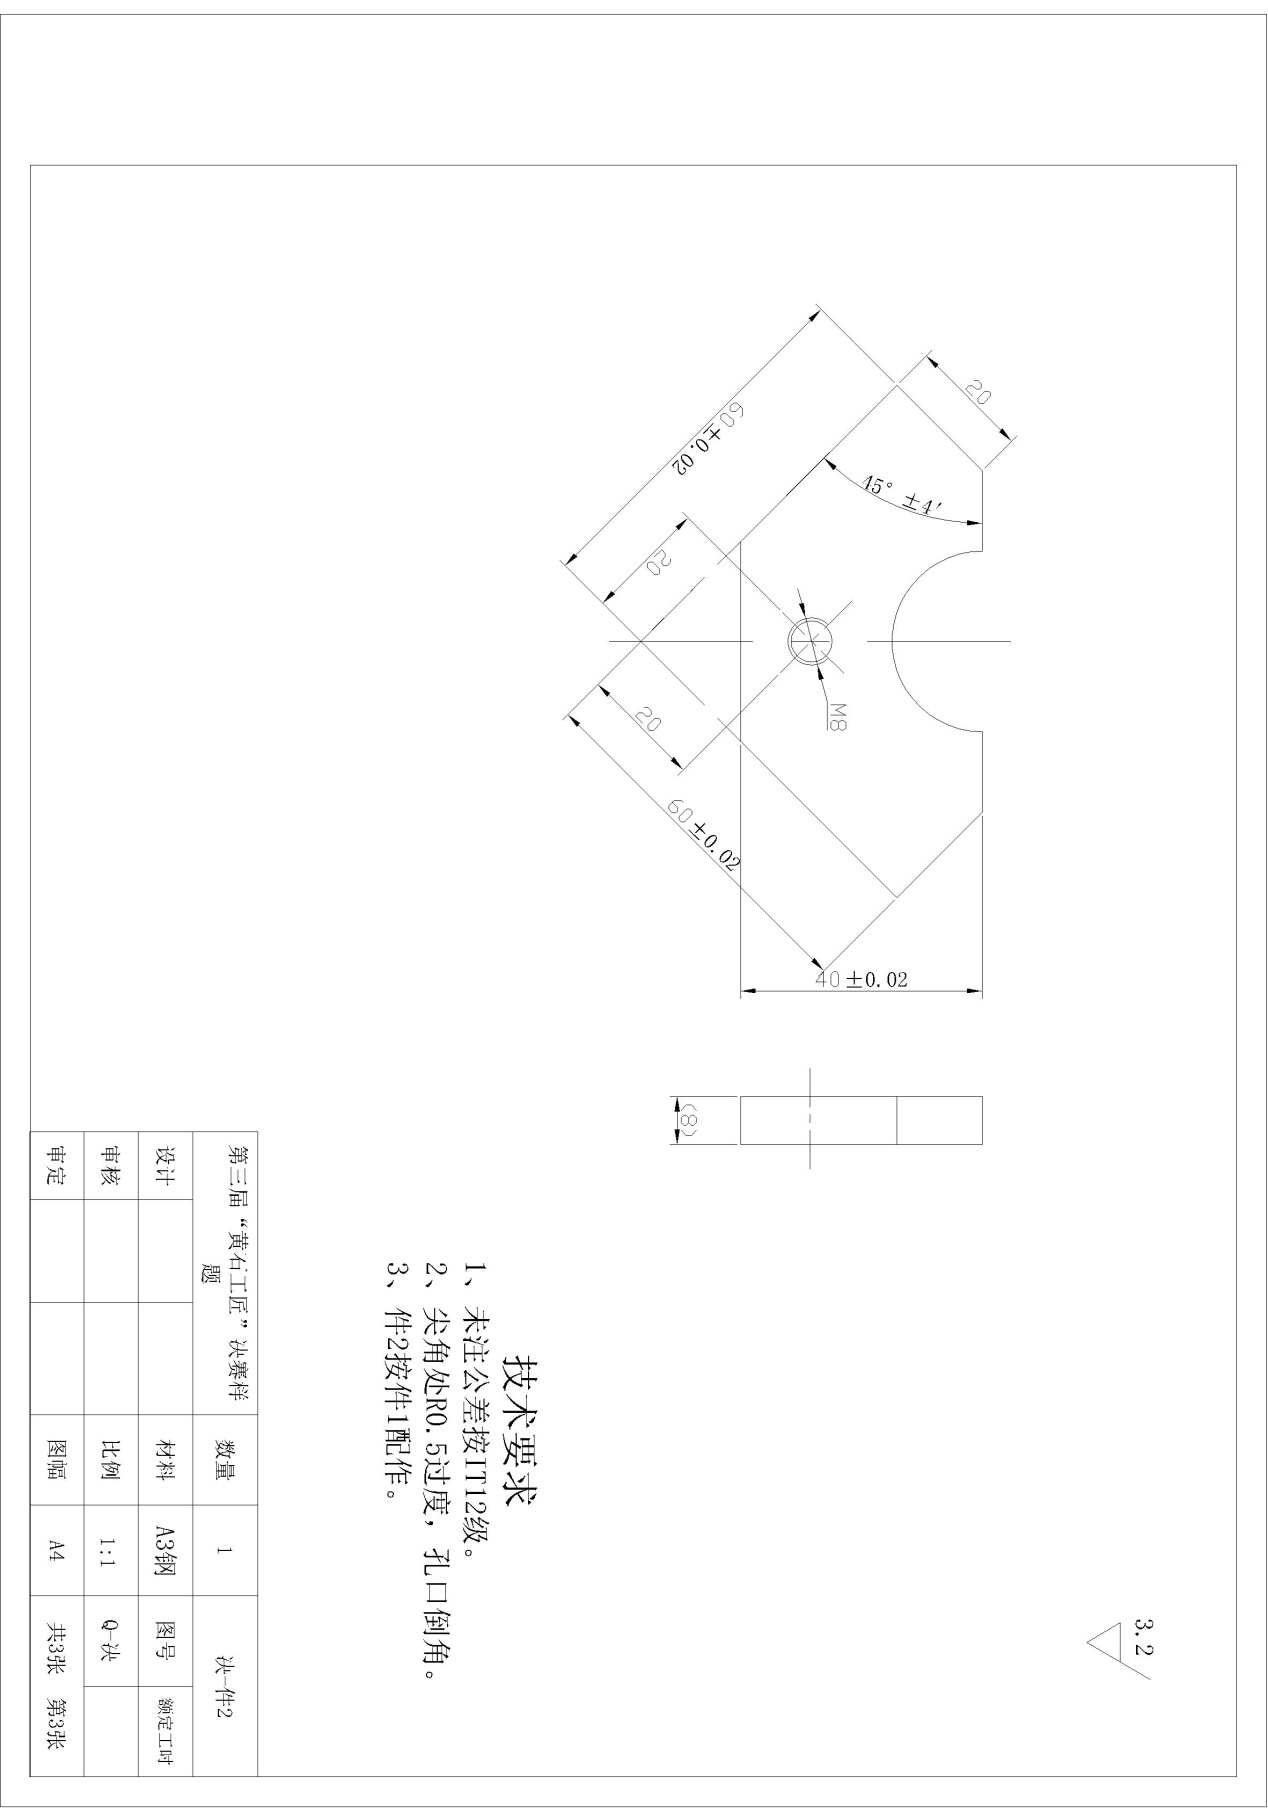 3.2
20
45°±4′
60±0.02
20
M8
20
60±0.02
40±0.02
(8)
技术要求
1、未注公差按IT12级。
2、尖角处R0.5过度，孔口倒角。
3、件2按件1配作。
第三届“黄石工匠”决赛样
题
数量
1
决-件2
设计
材料
A3钢
图号
额定工时
审核
比例
1:1
Q-决
审定
图幅
A4
共3张 第3张